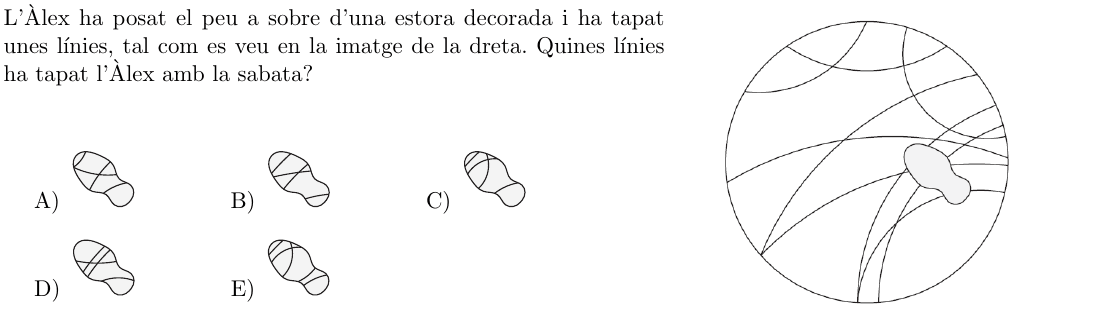 L'Àlex ha posat el peu a sobre d'una estora decorada i ha tapat
unes línies, tal com es veu en la imatge de la dreta. Quines línies
ha tapat l'Àlex amb la sabata?
A) B) C)
D) E)